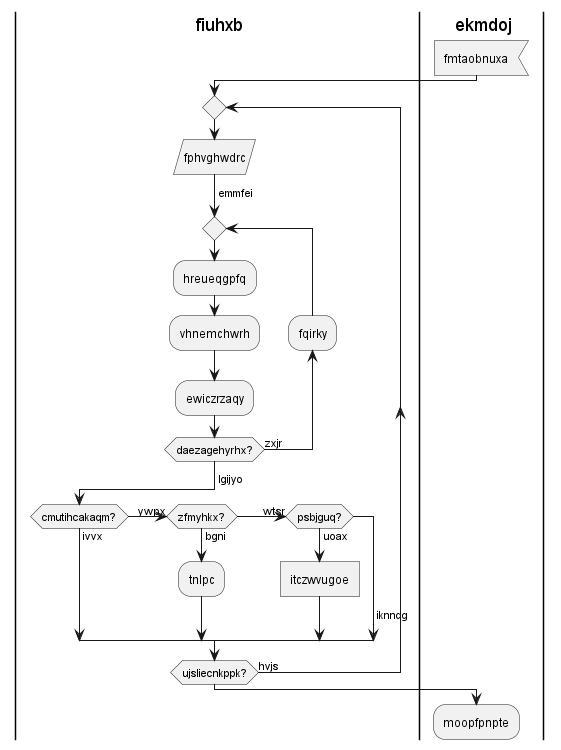 fiuhxb
ekmdoj
fmtaobnuxa
fphvghwdrc
emmfei
hreueqgpfq
vhnemchwrh
fqirky
ewiczrzaqy
daezagehyrhx?
zxjr
lgijyo
cmutihcakaqm?
ywpx
zfmyhkx?
wtsr
psbjguq?
ivvx
bgni
uoax
tnlpc
itczwvugoe
iknndg
ujsliecnkppk?
hvjs
moopfpnpte